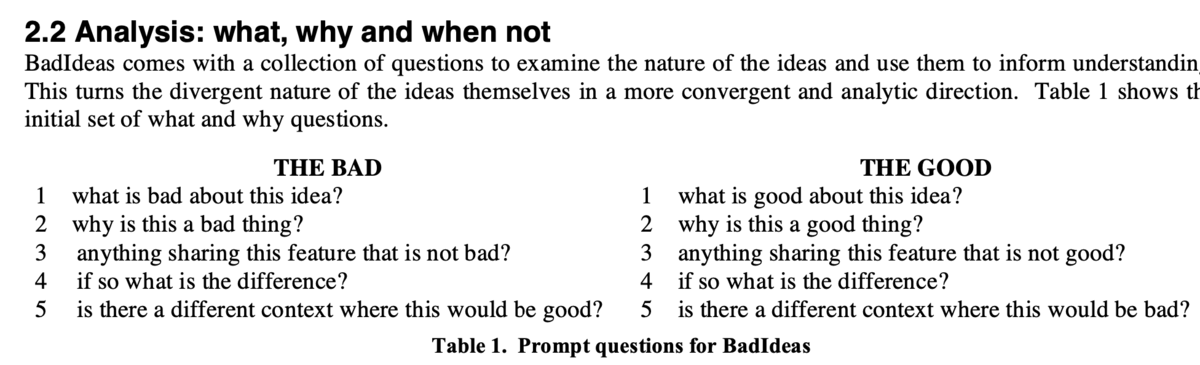 2.2 Analysis: what, why and when not
BadIdeas comes with a collection of questions to examine the nature of the ideas and use them to inform understandin
This turns the divergent nature of the ideas themselves in a more convergent and analytic direction. Table 1 shows th
initial set of what and why questions.
THE BAD
1 what is bad about this idea?
2 why is this a bad thing?
3 anything sharing this feature that is not bad?
4 if so what is the difference?
5 is there a different context where this would be good?
THE GOOD
1 what is good about this idea?
2 why is this a good thing?
3 anything sharing this feature that is not good?
4 if so what is the difference?
5 is there a different context where this would be bad?
Table 1. Prompt questions for BadIdeas